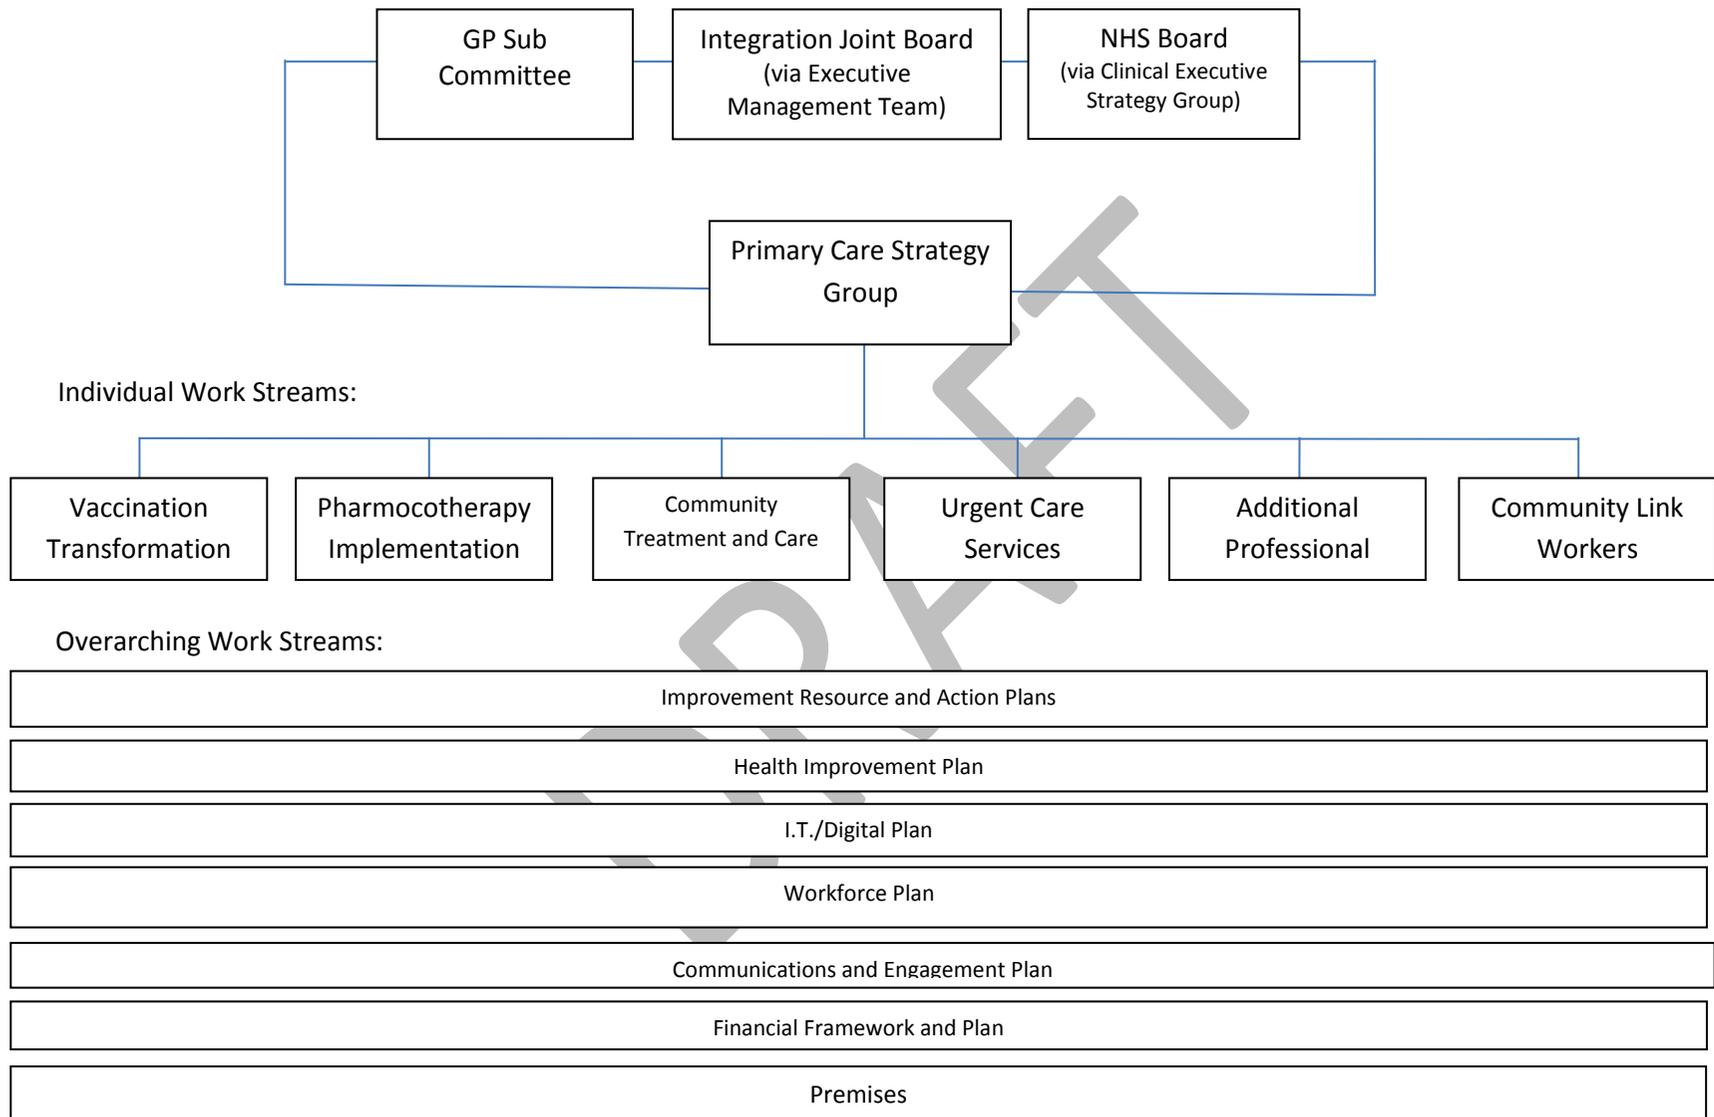 GP Sub
Committee
Integration Joint Board
(via Executive
Management Team)
NHS Board
(via Clinical Executive
Strategy Group)
Primary Care Strategy
Group
Individual Work Streams:
Vaccination
Transformation
Pharmocotherapy
Implementation
Community
Treatment and Care
Urgent Care
Services
Additional
Professional
Community Link
Workers
Overarching Work Streams:
Improvement Resource and Action Plans
Health Improvement Plan
I.T./Digital Plan
Workforce Plan
Communications and Engagement Plan
Financial Framework and Plan
Premises
DRAFT